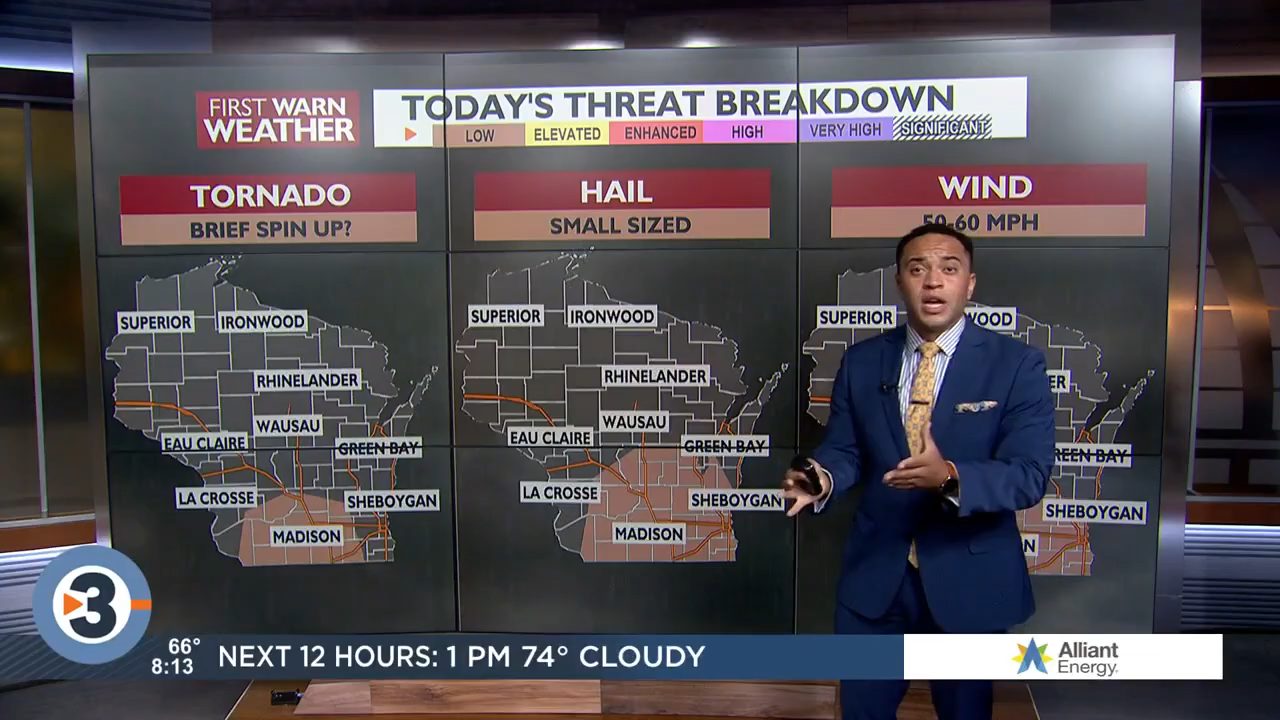 FIRST WARN
WEATHER
TODAY'S THREAT BREAKDOWN
LOW ELEVATED ENHANCED HIGH VERY HIGH SIGNIFICANT
TORNADO
BRIEF SPIN UP?
HAIL
SMALL SIZED
WIND
50-60 MPH
SUPERIOR
IRONWOOD
RHINELANDER
WAUSAU
EAU CLAIRE
GREEN BAY
LA CROSSE
SHEBOYGAN
MADISON
SUPERIOR
IRONWOOD
RHINELANDER
WAUSAU
EAU CLAIRE
GREEN BAY
LA CROSSE
SHEBOYGAN
MADISON
SUPERIOR
WOOD
ER
REEN BAY
SHEBOYGAN
N
3
66°
8:13
NEXT 12 HOURS: 1 PM 74° CLOUDY
Alliant
Energy.